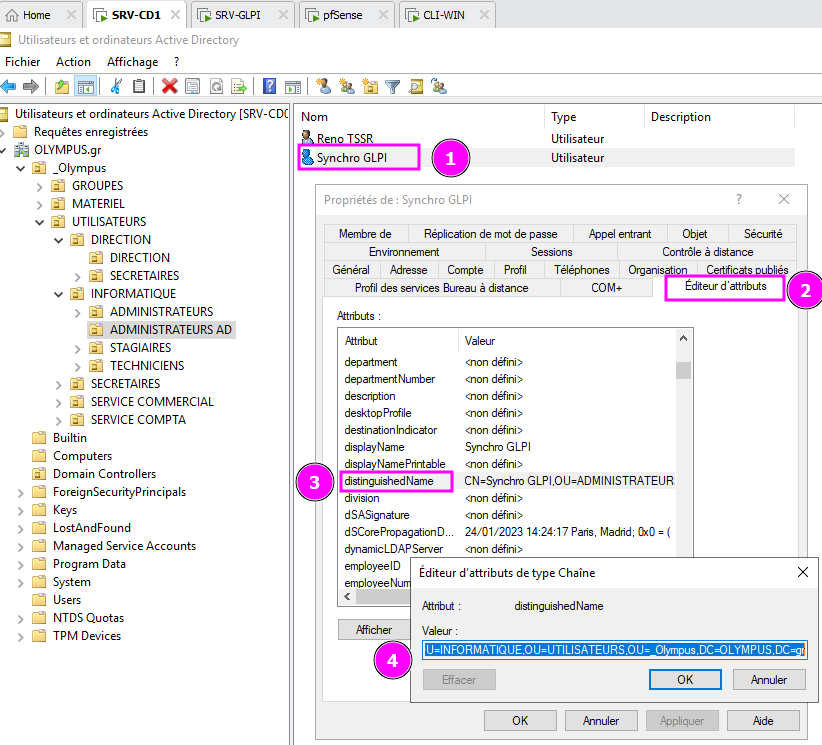 Home
SRV-CD1
SRV-GLPI
pfSense
CLI-WIN
Utilisateurs et ordinateurs Active Directory
Fichier Action Affichage ?
Utilisateurs et ordinateurs Active Directory [SRV-CD
Requêtes enregistrées
OLYMPUS.gr
_Olympus
GROUPES
MATERIEL
UTILISATEURS
DIRECTION
DIRECTION
SECRETAIRES
INFORMATIQUE
ADMINISTRATEURS
ADMINISTRATEURS AD
STAGIAIRES
TECHNICIENS
SECRETAIRES
SERVICE COMMERCIAL
SERVICE COMPTA
Builtin
Computers
Domain Controllers
ForeignSecurityPrincipals
Keys
LostAndFound
Managed Service Accounts
Program Data
System
Users
NTDS Quotas
TPM Devices
Nom Type Description
Reno TSSR Utilisateur
Synchro GLPI Utilisateur
1
Propriétés de : Synchro GLPI ?
Membre de Réplication de mot de passe Appel entrant Objet Sécurité
Environnement Sessions Contrôle à distance
Général Adresse Compte Profil Téléphones Organisation Certificats publiés
Profil des services Bureau à distance COM+ Éditeur d'attributs
2
Attributs :
Attribut Valeur
department <non défini>
departmentNumber <non défini>
description <non défini>
desktopProfile <non défini>
destinationIndicator <non défini>
displayName Synchro GLPI
displayNamePrintable <non défini>
3
distinguishedName CN=Synchro GLPI,OU=ADMINISTRATEUR
division <non défini>
dSASignature <non défini>
dSCorePropagationD... 24/01/2023 14:24:17 Paris, Madrid; 0x0 = (
dynamicLDAPServer <non défini>
employeeID
employeeNum
Afficher
Éditeur d'attributs de type Chaîne
Attribut : distinguishedName
Valeur :
4
U=INFORMATIQUE,OU=UTILISATEURS,OU=_Olympus,DC=OLYMPUS,DC=gr
Effacer OK Annuler
OK Annuler Appliquer Aide